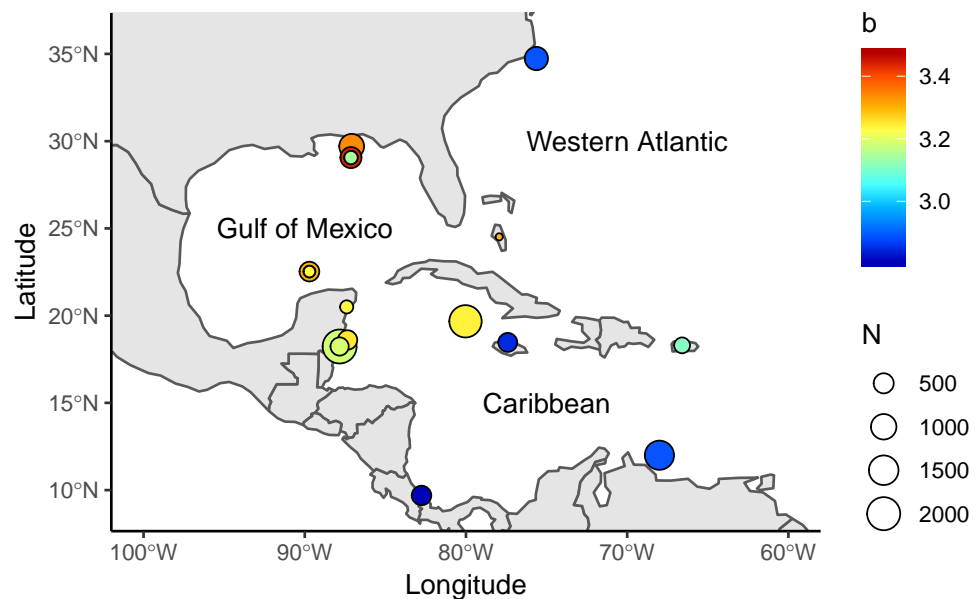 b
35°N
3.4
30°N
Western Atlantic
3.2
25°N
Gulf of Mexico
3.0
Latitude
20°N
N
500
15°N
Caribbean
1000
1500
10°N
2000
100°W
90°W
80°W
70°W
60°W
Longitude